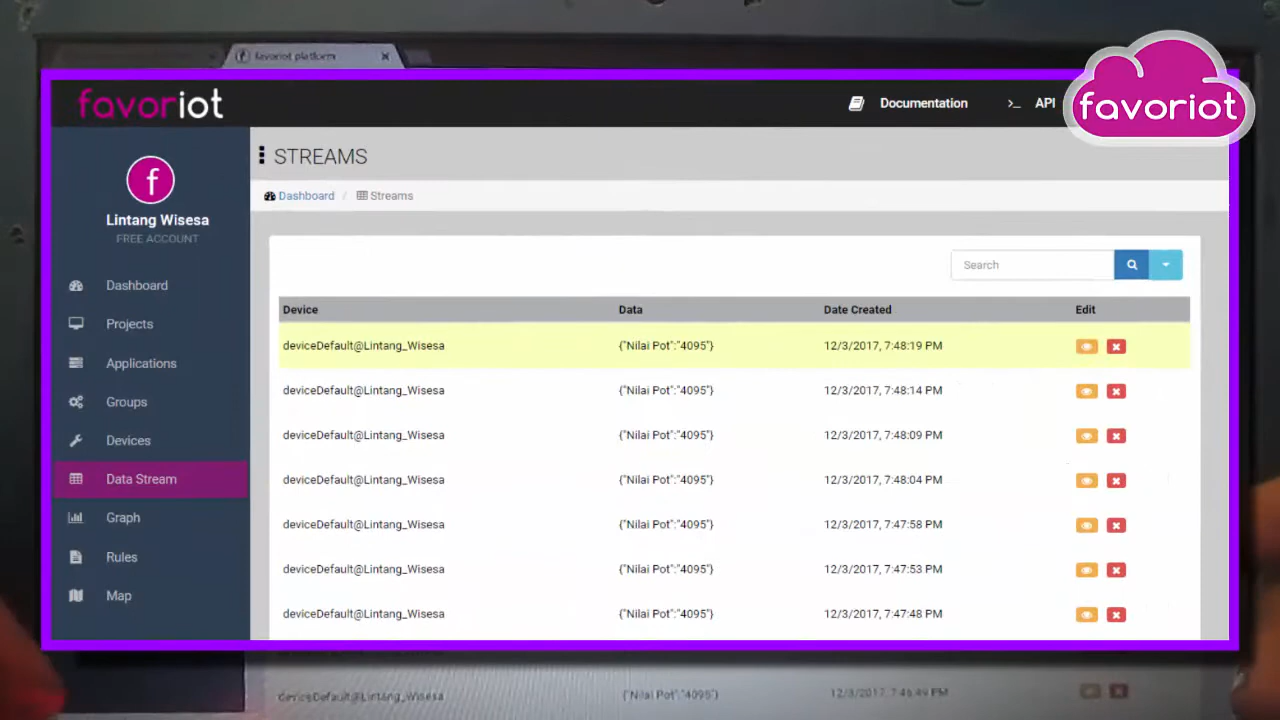 favoriot platform
favoriot
Documentation
>_ API
favoriot
STREAMS
Lintang Wisesa
FREE ACCOUNT
Dashboard / Streams
Search
Dashboard
Projects
Applications
Groups
Devices
Data Stream
Graph
Rules
Map
Device Data Date Created Edit
deviceDefault@Lintang_Wisesa {"Nilai Pot":"4095"} 12/3/2017, 7:48:19 PM
deviceDefault@Lintang_Wisesa {"Nilai Pot":"4095"} 12/3/2017, 7:48:14 PM
deviceDefault@Lintang_Wisesa {"Nilai Pot":"4095"} 12/3/2017, 7:48:09 PM
deviceDefault@Lintang_Wisesa {"Nilai Pot":"4095"} 12/3/2017, 7:48:04 PM
deviceDefault@Lintang_Wisesa {"Nilai Pot":"4095"} 12/3/2017, 7:47:58 PM
deviceDefault@Lintang_Wisesa {"Nilai Pot":"4095"} 12/3/2017, 7:47:53 PM
deviceDefault@Lintang_Wisesa {"Nilai Pot":"4095"} 12/3/2017, 7:47:48 PM
deviceDefault@Lintang_Wisesa {"Nilai Pot":"4095"} 12/3/2017,